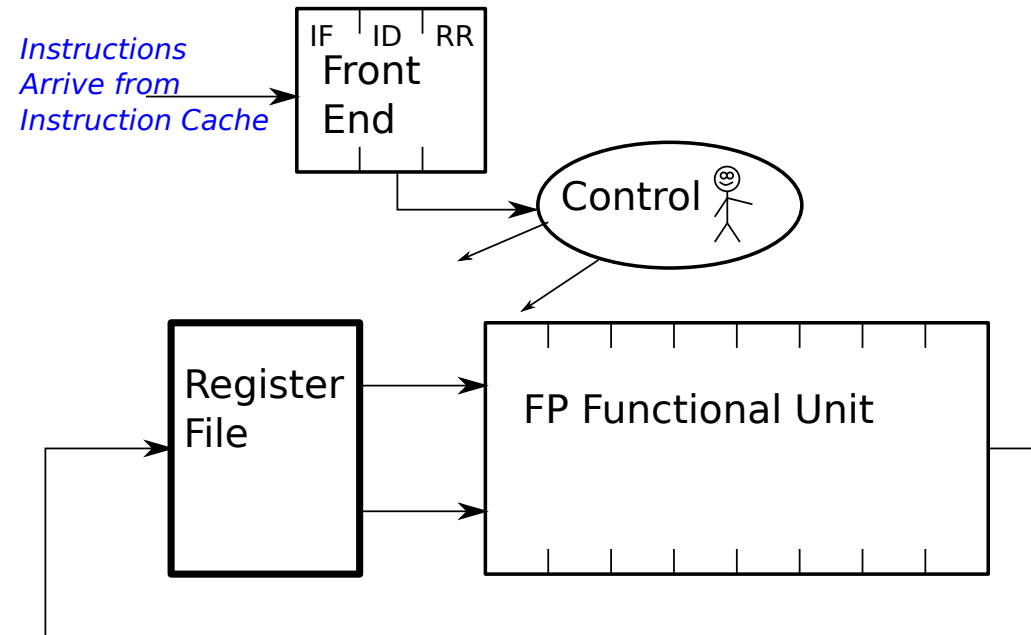 Instructions
Arrive from
Instruction Cache
IF ID RR
Front
End
Control
Register
File
FP Functional Unit